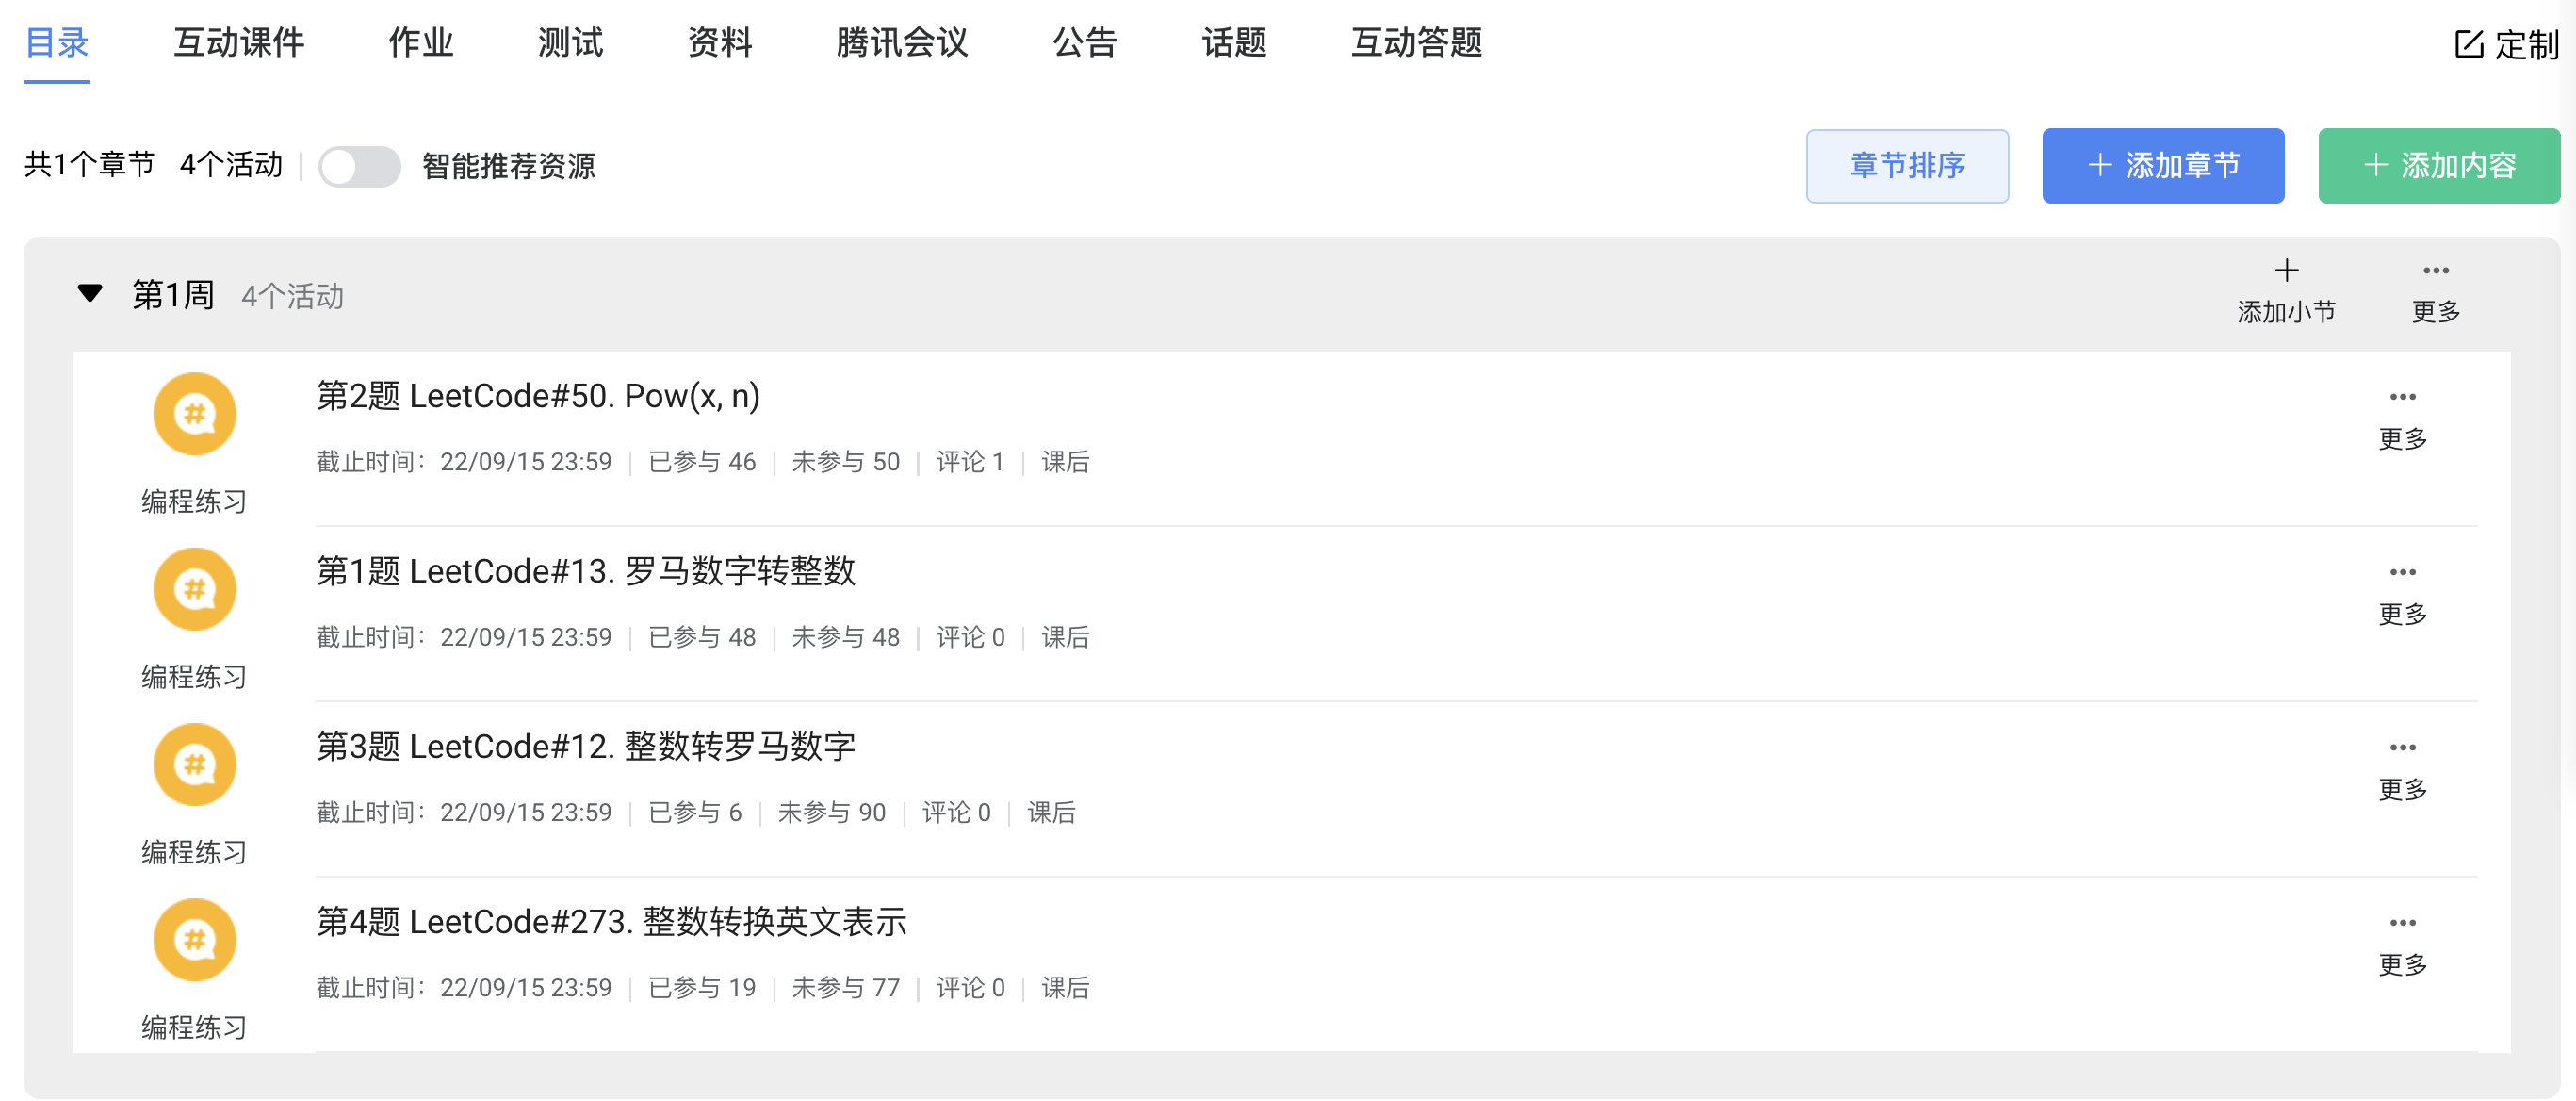 目录 互动课件 作业 测试 资料 腾讯会议 公告 话题 互动答题 定制
共1个章节 4个活动 智能推荐资源 章节排序 添加章节 添加内容
第1周 4个活动 添加小节 更多
第2题 LeetCode#50. Pow(x, n)
更多
截止时间：22/09/15 23:59 | 已参与 46 | 未参与 50 | 评论 1 | 课后
编程练习
第1题 LeetCode#13. 罗马数字转整数
更多
截止时间：22/09/15 23:59 | 已参与 48 | 未参与 48 | 评论 0 | 课后
编程练习
第3题 LeetCode#12. 整数转罗马数字
更多
截止时间：22/09/15 23:59 | 已参与 6 | 未参与 90 | 评论 0 | 课后
编程练习
第4题 LeetCode#273. 整数转换英文表示
更多
截止时间：22/09/15 23:59 | 已参与 19 | 未参与 77 | 评论 0 | 课后
编程练习